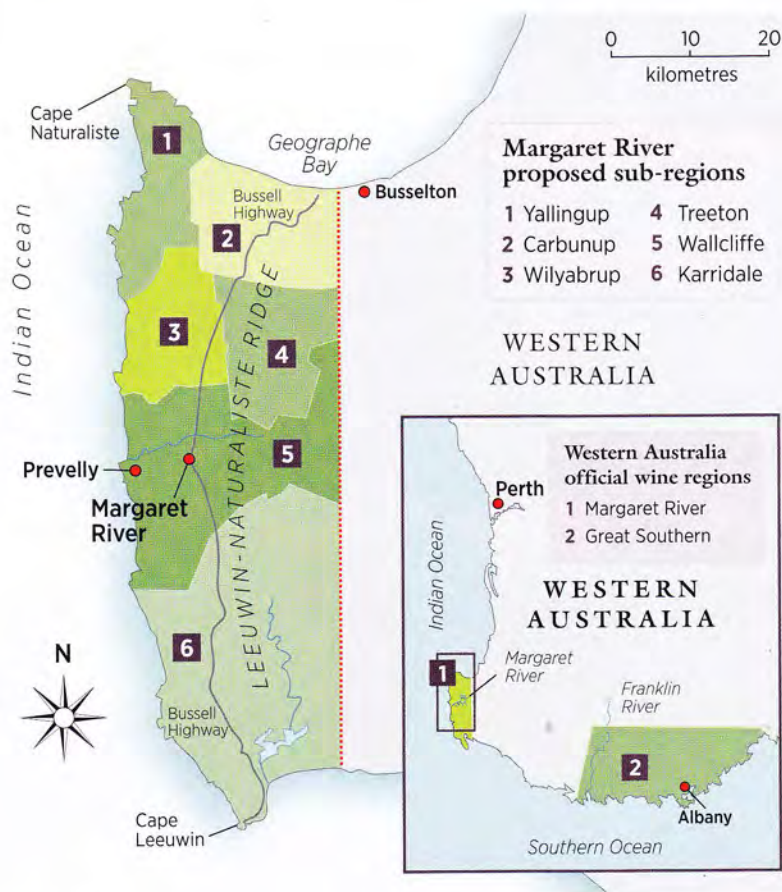 0 10 20
kilometres
Cape
Naturaliste
1
Geographe
Bay
Bussell
Highway
2
Busselton
Margaret River
proposed sub-regions
1 Yallingup
2 Carbunup
3 Wilyabrup
4 Treeton
5 Wallcliffe
6 Karridale
Indian Ocean
3
4
LEEUWIN-NATURALISTE RIDGE
WESTERN
AUSTRALIA
Prevelly
Margaret
River
5
6
N
Bussell
Highway
Cape
Leeuwin
Western Australia
official wine regions
1 Margaret River
2 Great Southern
Perth
Indian Ocean
WESTERN
AUSTRALIA
1
Margaret
River
Franklin
River
2
Albany
Southern Ocean